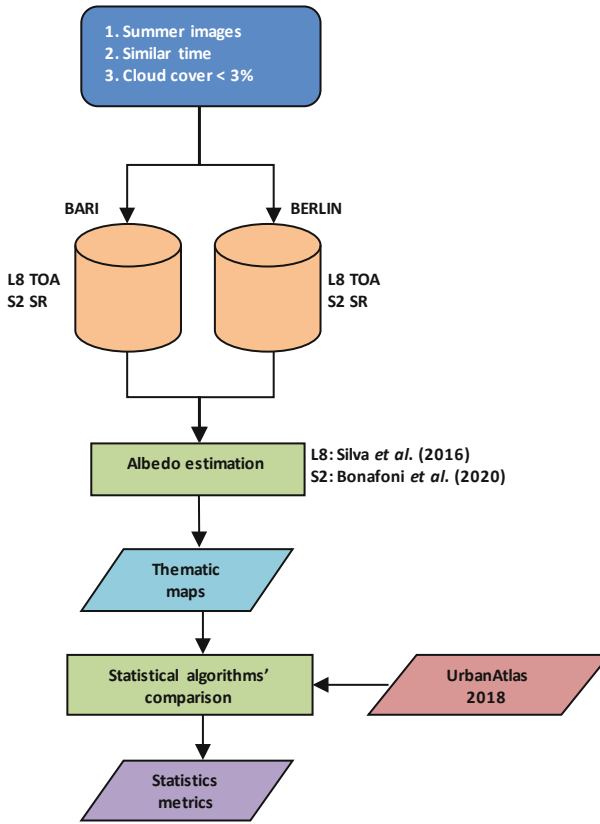 1. Summer images
2. Similar time
3. Cloud cover < 3%
BARI
BERLIN
L8 TOA
S2 SR
L8 TOA
S2 SR
Albedo estimation
L8: Silva et al. (2016)
S2: Bonafoni et al. (2020)
Thematic
maps
Statistical algorithms’
comparison
UrbanAtlas
2018
Statistics
metrics